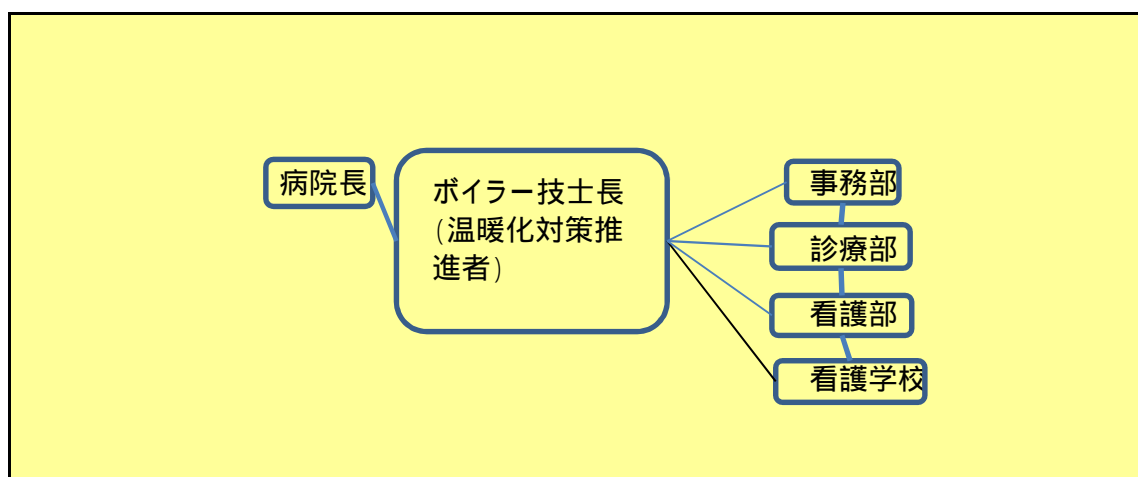 病院長
ボイラー技士長
(温暖化対策推
進者)
事務部
診療部
看護部
看護学校